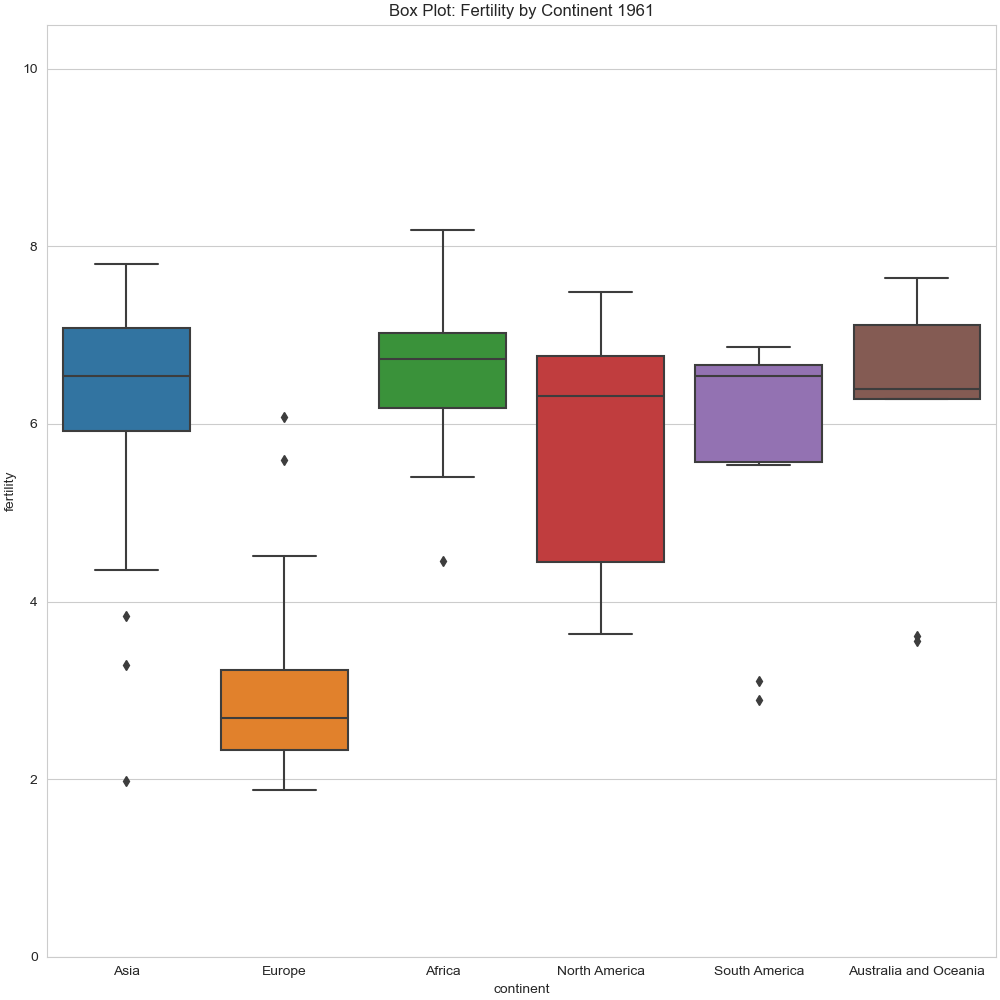 Box Plot: Fertility by Continent 1961
10
8
6
4
2
0
fertility
Asia
Europe
Africa
North America
South America
Australia and Oceania
continent